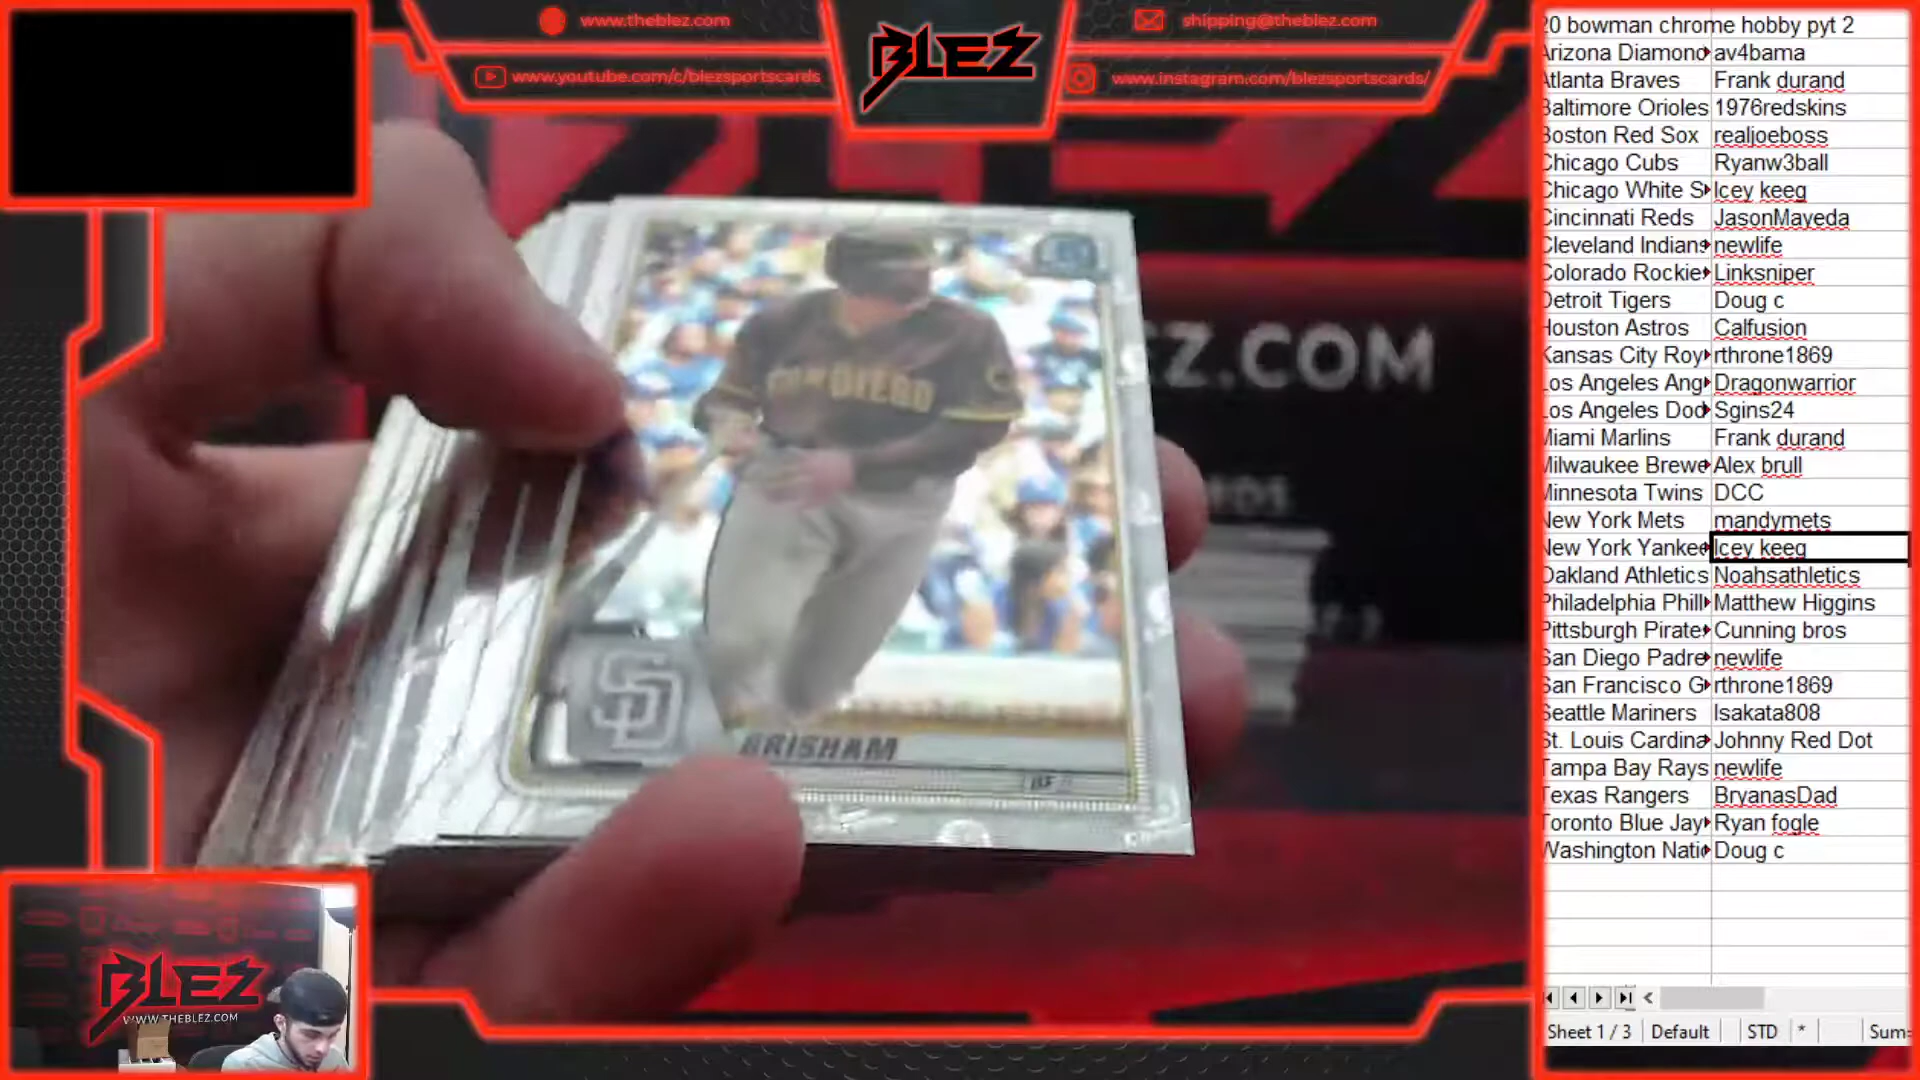 www.theblez.com
www.youtube.com/c/blezsportscards
BLEZ
shipping@theblez.com
www.instagram.com/blezsportscards/
EZ.COM
SAN DIEGO
SD
GRISHAM
BLEZ
WWW.THEBLEZ.COM
20 bowman chrome hobby pyt 2
Arizona Diamond av4bama
Atlanta Braves Frank durand
Baltimore Orioles 1976redskins
Boston Red Sox realjoeboss
Chicago Cubs Ryanw3ball
Chicago White S Icey keeg
Cincinnati Reds JasonMayeda
Cleveland Indians newlife
Colorado Rockie Linksniper
Detroit Tigers Doug c
Houston Astros Calfusion
Kansas City Roy rthrone1869
Los Angeles Ang Dragonwarrior
Los Angeles Dod Sgins24
Miami Marlins Frank durand
Milwaukee Brewe Alex brull
Minnesota Twins DCC
New York Mets mandymets
New York Yankee Icey keeg
Oakland Athletics Noahsathletics
Philadelphia Phill Matthew Higgins
Pittsburgh Pirate Cunning bros
San Diego Padre newlife
San Francisco G rthrone1869
Seattle Mariners lsakata808
St. Louis Cardina Johnny Red Dot
Tampa Bay Rays newlife
Texas Rangers BryanasDad
Toronto Blue Jay Ryan fogle
Washington Natio Doug c
Sheet 1 / 3 Default STD * Sum=